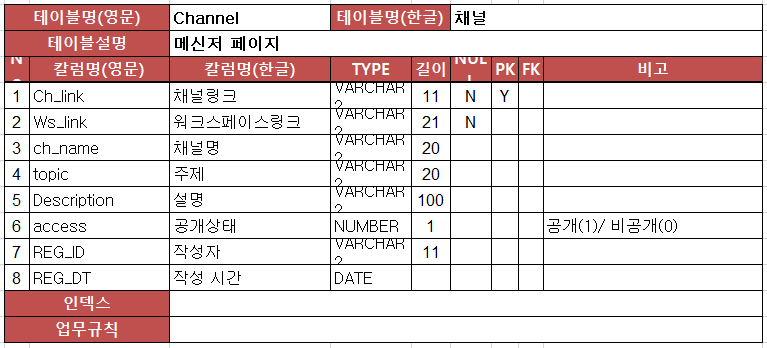 테이블명(영문) Channel 테이블명(한글) 채널
테이블설명 메신저 페이지
No 칼럼명(영문) 칼럼명(한글) TYPE 길이 NULL PK FK 비고
1 Ch_link 채널링크 VARCHAR2 11 N Y
2 Ws_link 워크스페이스링크 VARCHAR2 21 N
3 ch_name 채널명 VARCHAR2 20
4 topic 주제 VARCHAR2 20
5 Description 설명 VARCHAR2 100
6 access 공개상태 NUMBER 1 공개(1)/ 비공개(0)
7 REG_ID 작성자 VARCHAR2 11
8 REG_DT 작성 시간 DATE
인덱스
업무규칙